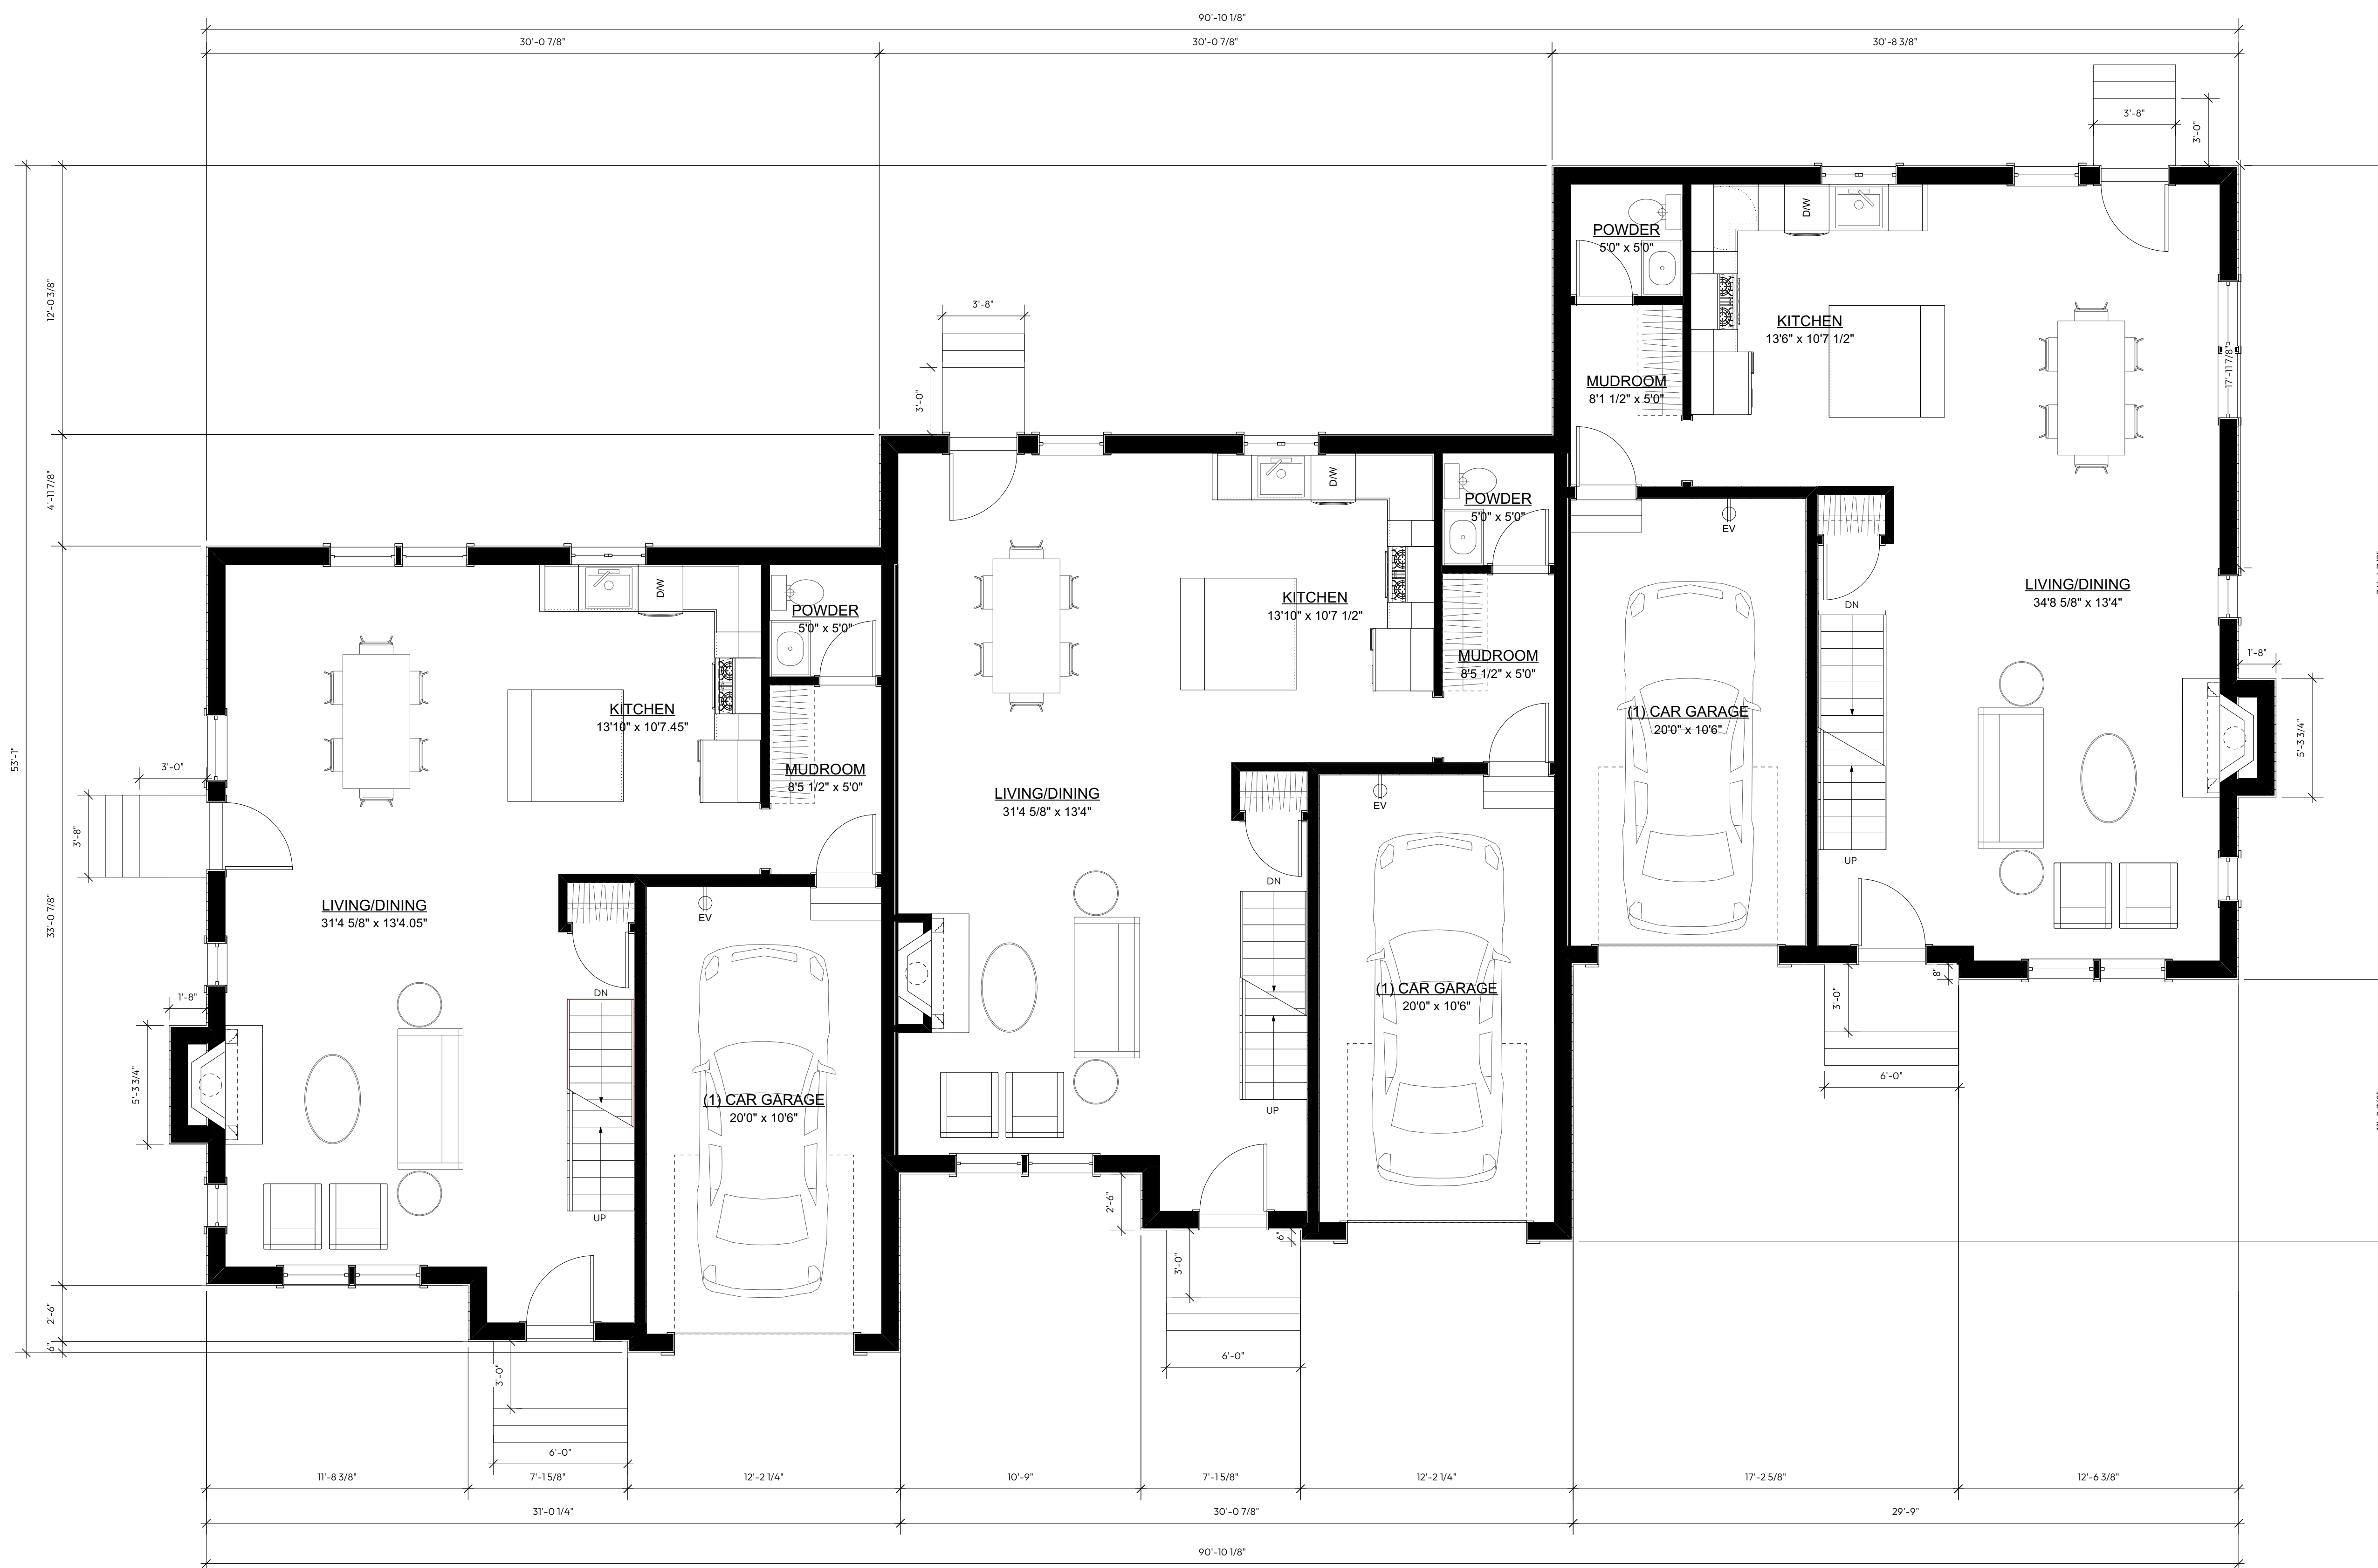 90'-10 1/8"
30'-0 7/8"
30'-0 7/8"
30'-8 3/8"
3'-8"
3'-0"
12'-0 3/8"
4'-11 7/8"
33'-0 7/8"
2'-6"
6"
53'-1"
POWDER
5'0" x 5'0"
D/W
KITCHEN
13'6" x 10'7 1/2"
MUDROOM
8'1 1/2" x 5'0"
17'-11 7/8"
EV
DN
UP
LIVING/DINING
34'8 5/8" x 13'4"
(1) CAR GARAGE
20'0" x 10'6"
1'-8"
5'-3 3/4"
8"
3'-0"
6'-0"
3'-8"
3'-0"
D/W
POWDER
5'0" x 5'0"
KITCHEN
13'10" x 10'7 1/2"
MUDROOM
8'5 1/2" x 5'0"
LIVING/DINING
31'4 5/8" x 13'4"
EV
DN
UP
(1) CAR GARAGE
20'0" x 10'6"
2'-6"
6"
3'-0"
6'-0"
D/W
POWDER
5'0" x 5'0"
KITCHEN
13'10" x 10'7.45"
MUDROOM
8'5 1/2" x 5'0"
3'-0"
3'-8"
LIVING/DINING
31'4 5/8" x 13'4.05"
EV
DN
UP
1'-8"
5'-3 3/4"
(1) CAR GARAGE
20'0" x 10'6"
3'-0"
6'-0"
11'-8 3/8"
7'-1 5/8"
12'-2 1/4"
10'-9"
7'-1 5/8"
12'-2 1/4"
17'-2 5/8"
12'-6 3/8"
31'-0 1/4"
30'-0 7/8"
29'-9"
90'-10 1/8"